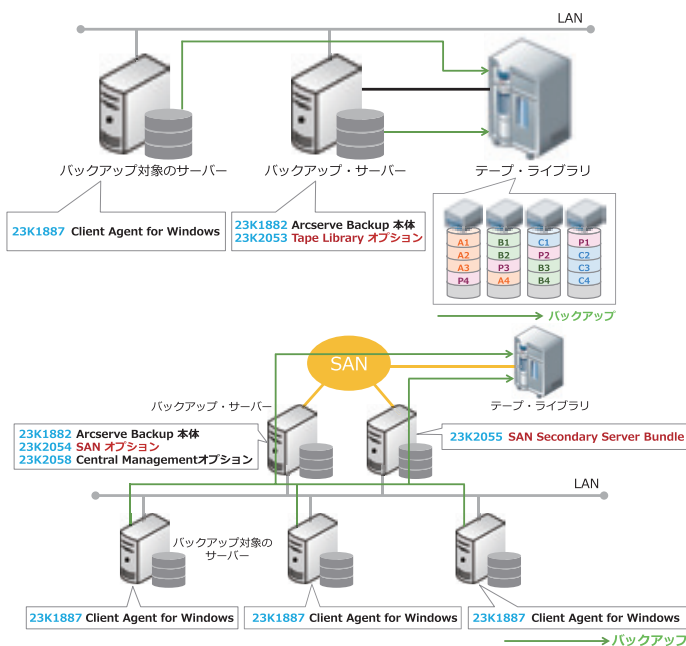 LAN
バックアップ対象のサーバー
バックアップ・サーバー
テープ・ライブラリ
23K1887 Client Agent for Windows
23K1882 Arcserve Backup 本体
23K2053 Tape Library オプション
A1 B1 C1 P1
A2 B2 P2 C2
A3 P3 B3 C3
P4 A4 B4 C4
バックアップ
SAN
テープ・ライブラリ
バックアップ・サーバー
23K1882 Arcserve Backup 本体
23K2054 SAN オプション
23K2058 Central Managementオプション
23K2055 SAN Secondary Server Bundle
LAN
バックアップ対象の
サーバー
23K1887 Client Agent for Windows
23K1887 Client Agent for Windows
23K1887 Client Agent for Windows
バックアップ